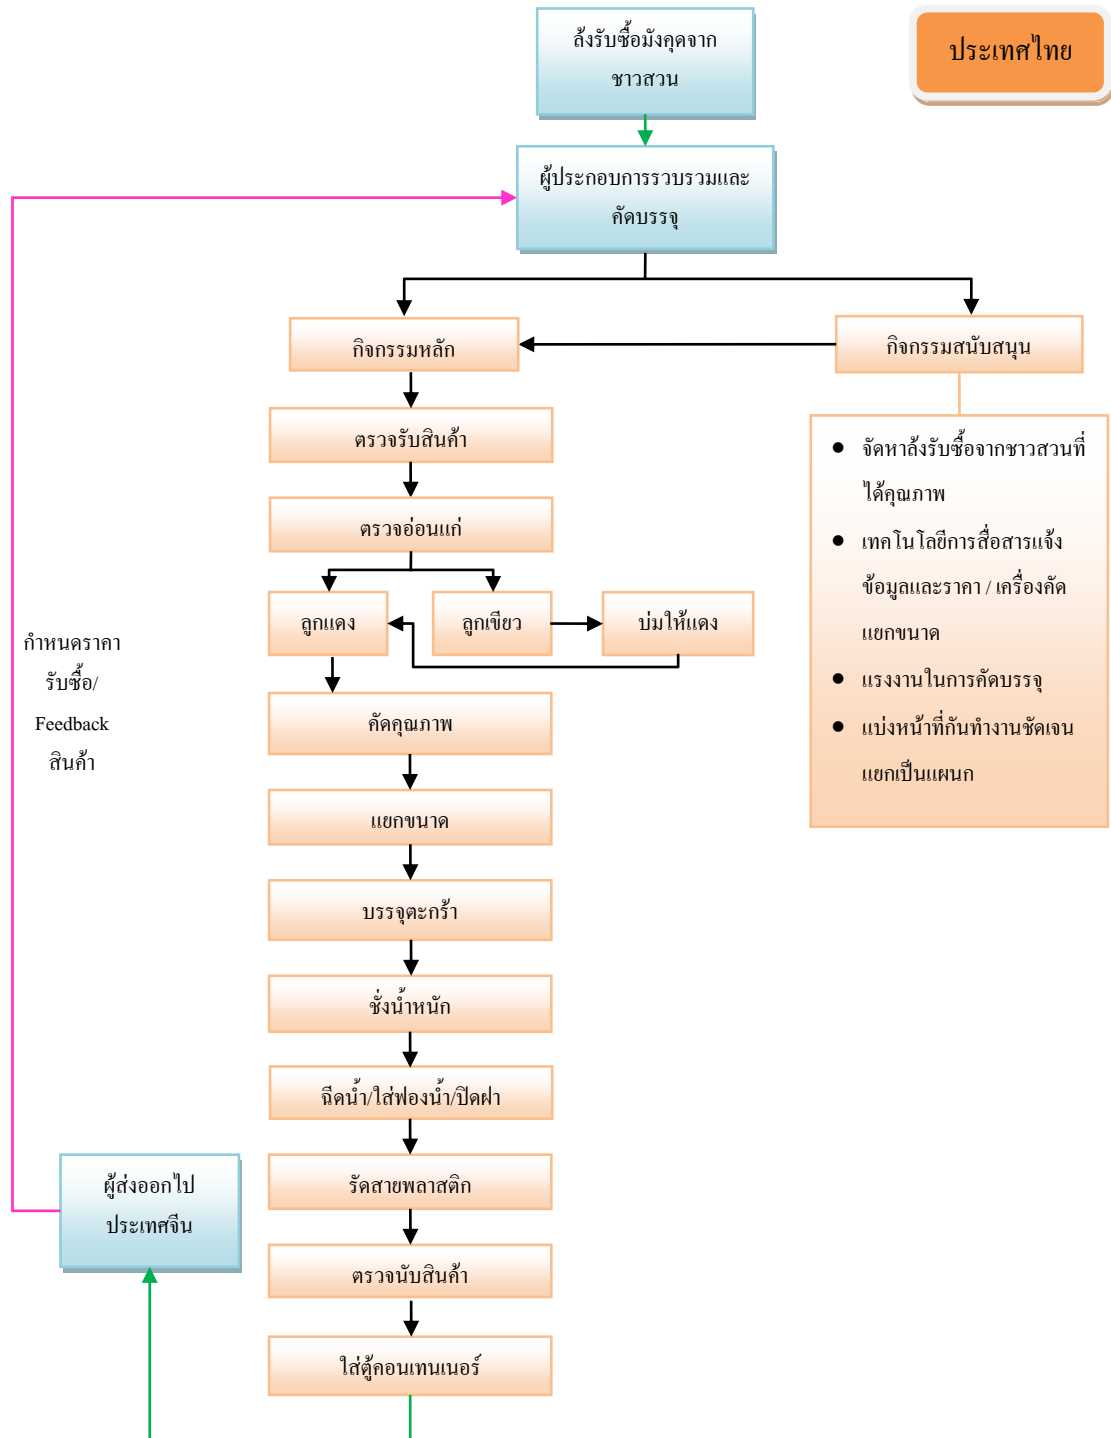 ล้งรับซื้อมังคุดจาก
ชาวสวน
ประเทศไทย
ผู้ประกอบการรวบรวมและ
คัดบรรจุ
กิจกรรมหลัก
กิจกรรมสนับสนุน
ตรวจรับสินค้า
ตรวจอ่อนแก่
ลูกแดง
ลูกเขียว
บ่มให้แดง
● จัดหาล้งรับซื้อจากชาวสวนที่
ได้คุณภาพ
● เทคโนโลยีการสื่อสารแจ้ง
ข้อมูลและราคา / เครื่องคัด
แยกขนาด
● แรงงานในการคัดบรรจุ
● แบ่งหน้าที่กันทำงานชัดเจน
แยกเป็นแผนก
กำหนดราคา
รับซื้อ/
Feedback
สินค้า
คัดคุณภาพ
แยกขนาด
บรรจุตะกร้า
ชั่งน้ำหนัก
ฉีดน้ำ/ใส่ฟองน้ำ/ปิดฝา
รัดสายพลาสติก
ผู้ส่งออกไป
ประเทศจีน
ตรวจนับสินค้า
ใส่ตู้คอนเทนเนอร์